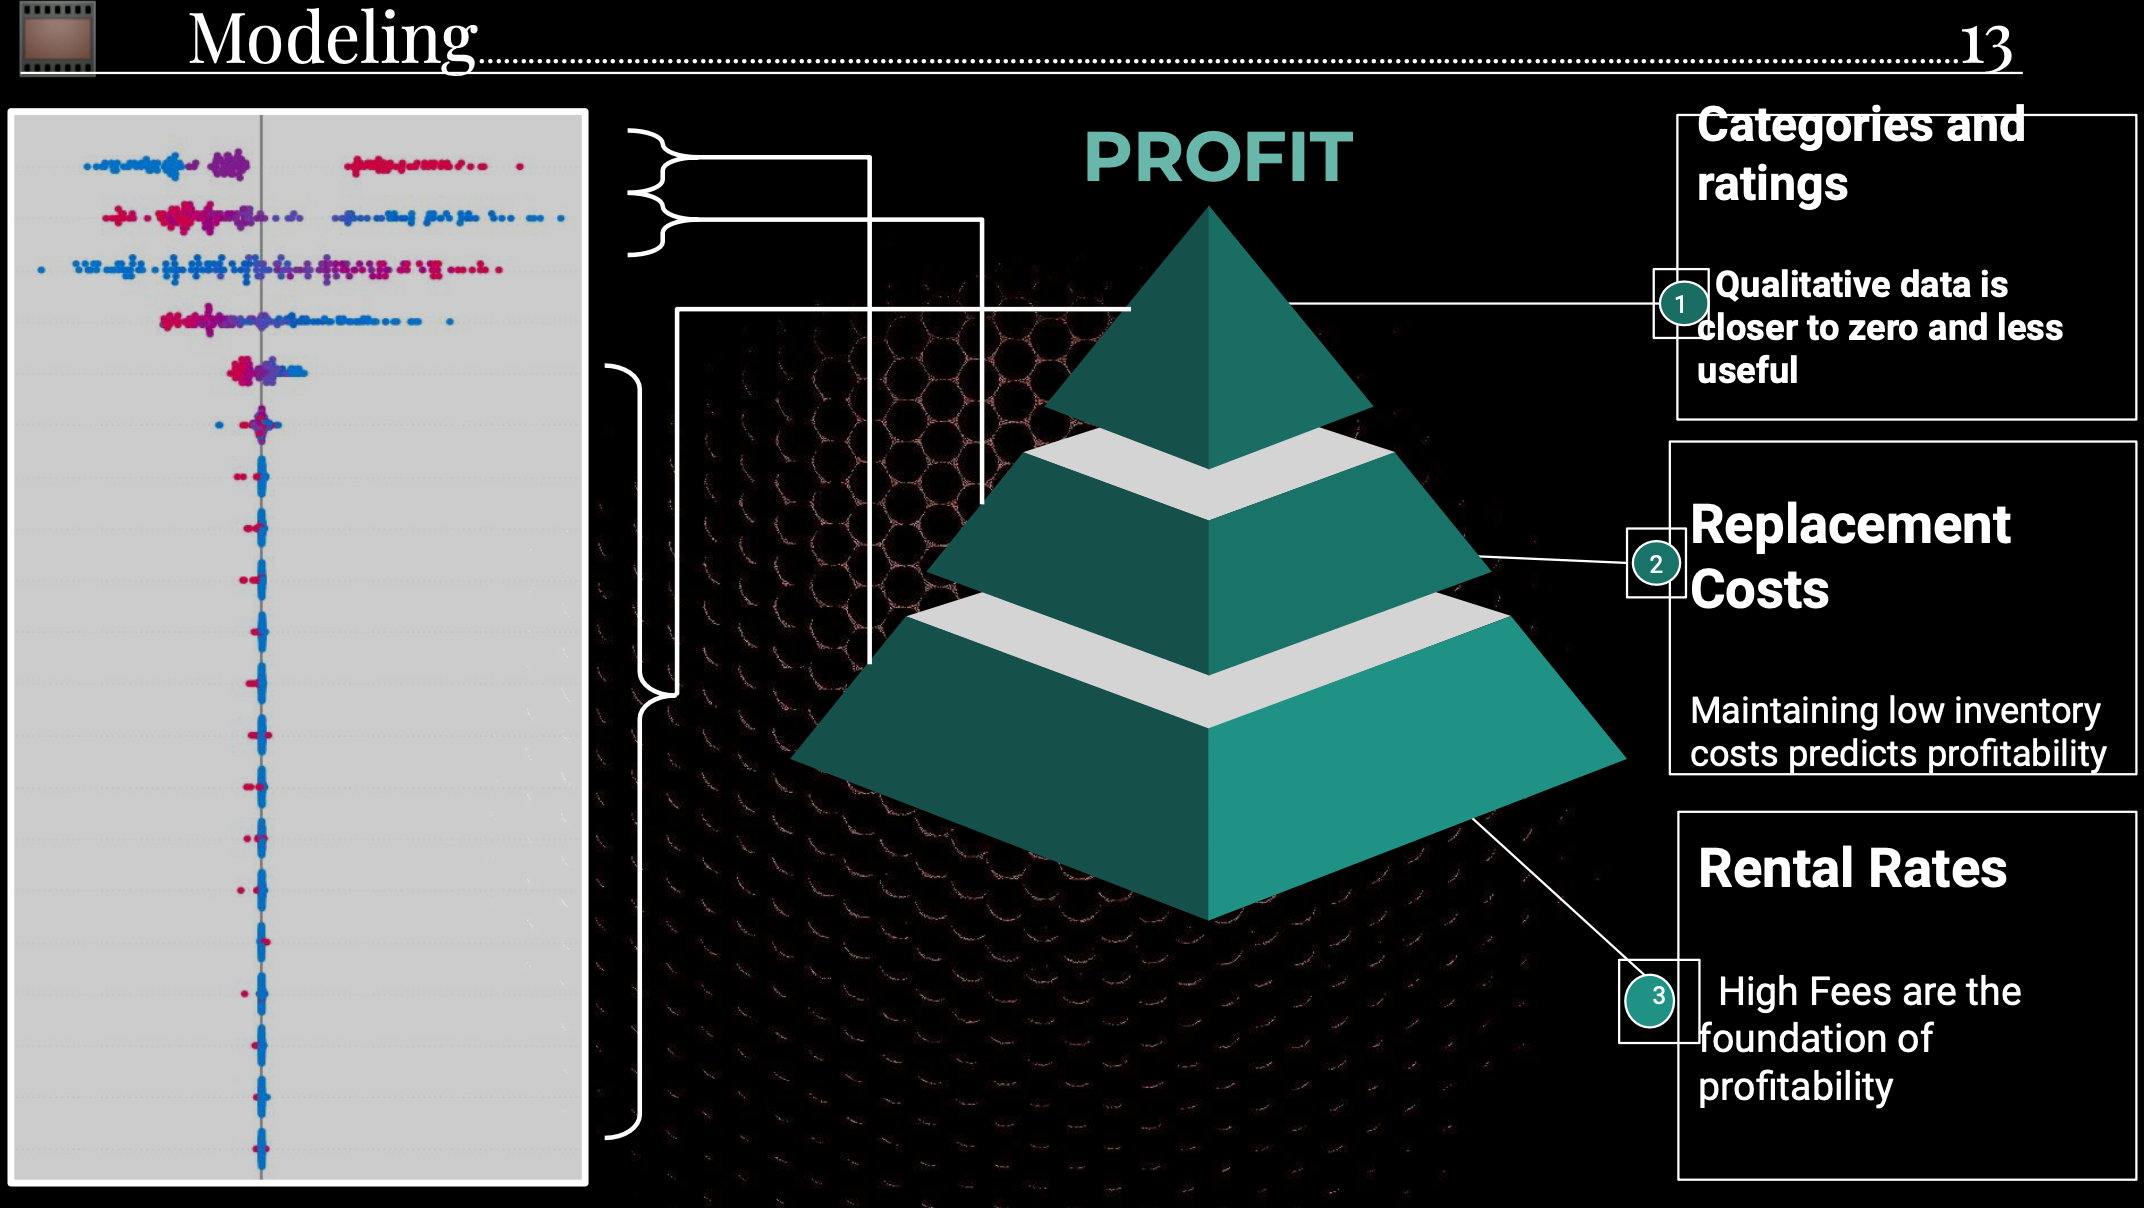 Modeling
13
PROFIT
Categories and
ratings
1
Qualitative data is
closer to zero and less
useful
2
Replacement
Costs
Maintaining low inventory
costs predicts profitability
Rental Rates
3
High Fees are the
foundation of
profitability